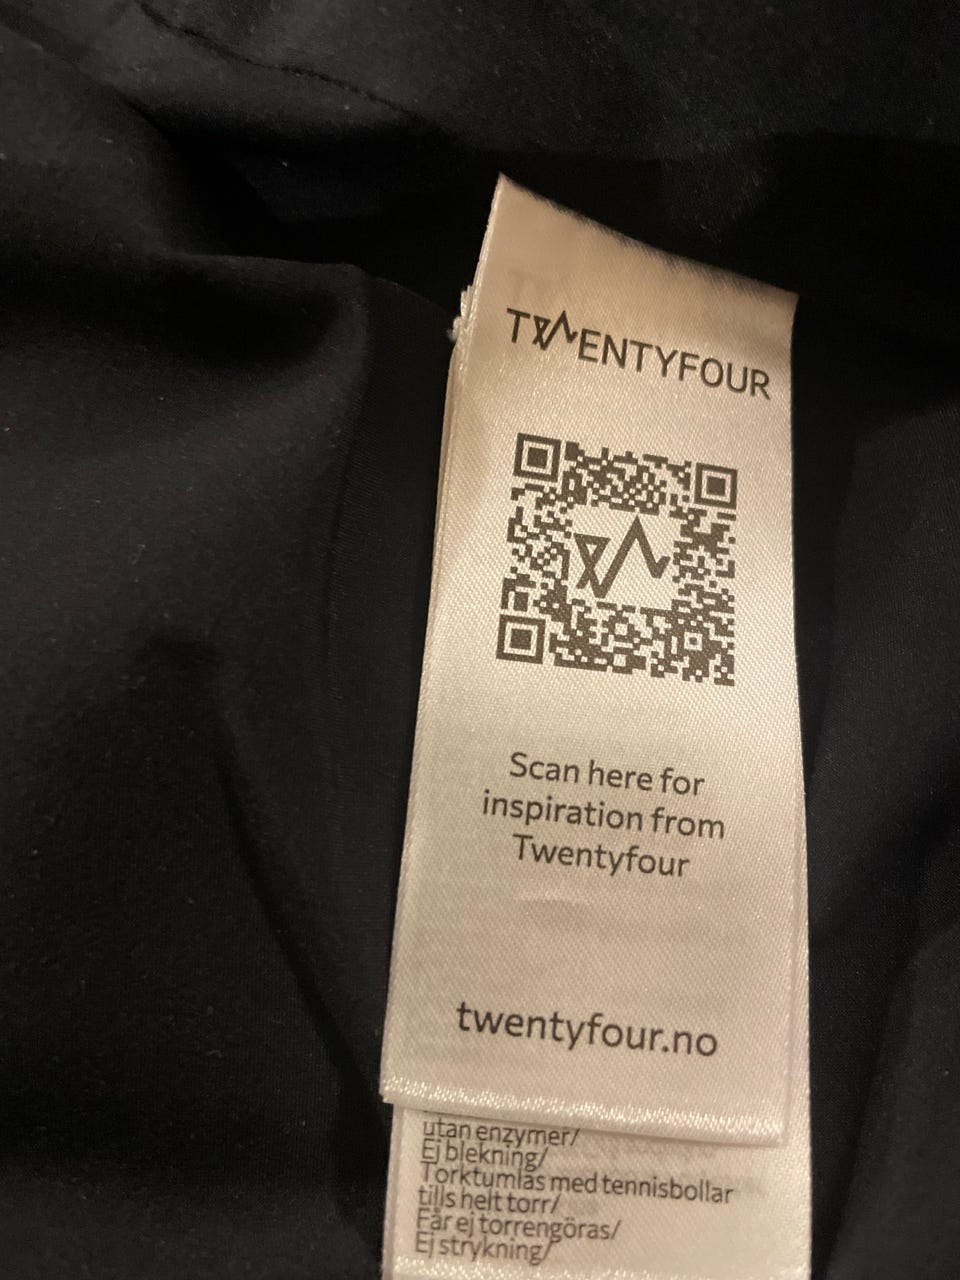 TWENTYFOUR
Scan here for
inspiration from
Twentyfour
twentyfour.no
utan enzymer/
Ej blekning/
Torktumlas med tennisbollar
tills helt torr/
Får ej torrengöras/
Ej strykning/